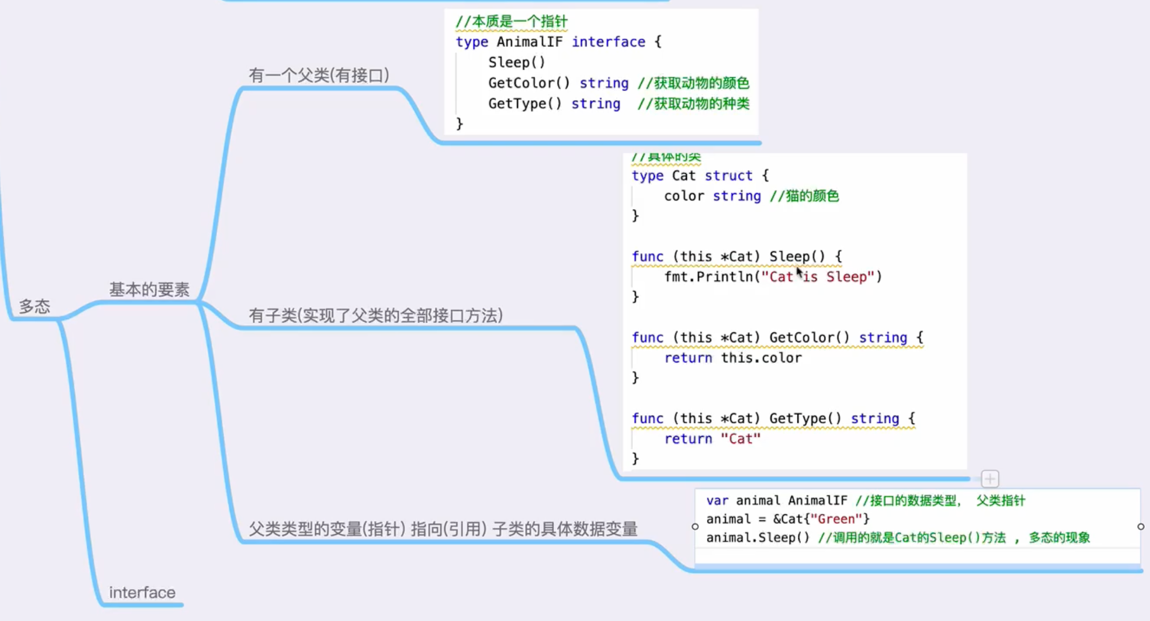 多态
基本的要素
有一个父类(有接口)
//本质是一个指针
type AnimalIF interface {
    Sleep()
    GetColor() string //获取动物的颜色
    GetType() string  //获取动物的种类
}
有子类(实现了父类的全部接口方法)
//具体的类
type Cat struct {
    color string //猫的颜色
}
func (this *Cat) Sleep() {
    fmt.Println("Cat is Sleep")
}
func (this *Cat) GetColor() string {
    return this.color
}
func (this *Cat) GetType() string {
    return "Cat"
}
父类类型的变量(指针) 指向(引用) 子类的具体数据变量
var animal AnimalIF //接口的数据类型， 父类指针
animal = &Cat{"Green"}
animal.Sleep() //调用的就是Cat的Sleep()方法 , 多态的现象
interface